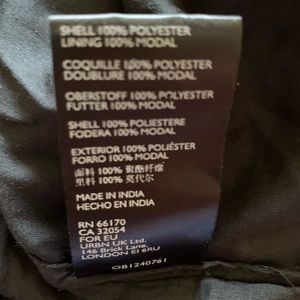 SHELL 100% POLYESTER
LINING 100% MODAL
COQUILLE 100% POLYESTER
DOUBLURE 100% MODAL
OBERSTOFF 100% POLYESTER
FUTTER 100% MODAL
SHELL 100% POLIESTERE
FODERA 100% MODAL
EXTERIOR 100% POLIÉSTER
FORRO 100% MODAL
面料 100% 聚酯纤维
里料 100% 莫代尔
MADE IN INDIA
HECHO EN INDIA
RN 66170
CA 32054
FOR EU
URBN UK Ltd.
146 Brick Lane,
LONDON E1 6RU
OB1240761